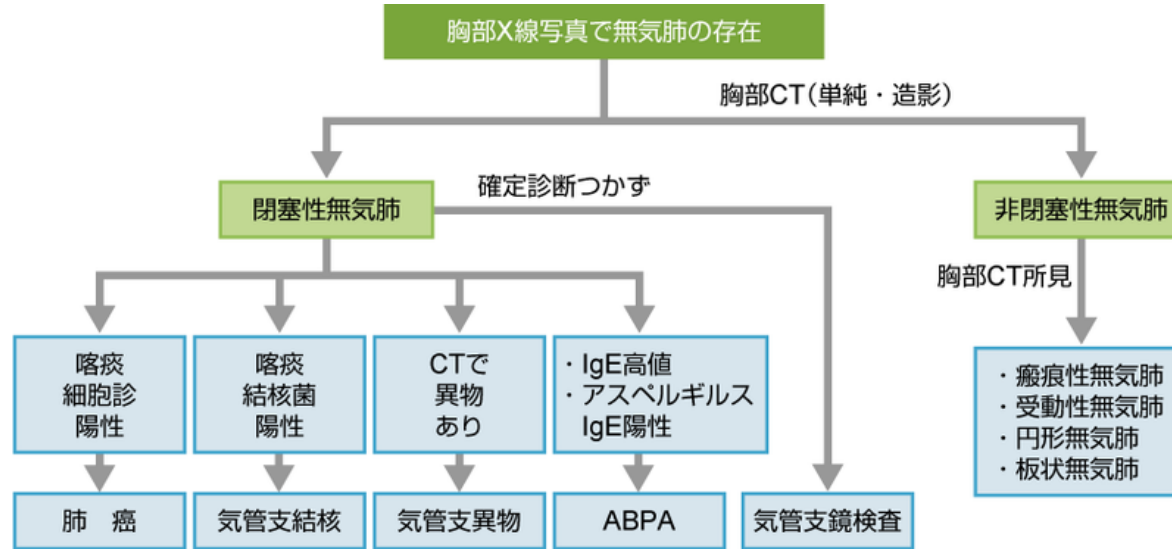 胸部X線写真で無気肺の存在
胸部CT(単純・造影)
確定診断つかず
閉塞性無気肺
非閉塞性無気肺
胸部CT所見
喀痰
細胞診
陽性
喀痰
結核菌
陽性
CTで
異物
あり
・IgE高値
・アスペルギルス
IgE陽性
・瘢痕性無気肺
・受動性無気肺
・円形無気肺
・板状無気肺
肺 癌
気管支結核
気管支異物
ABPA
気管支鏡検査